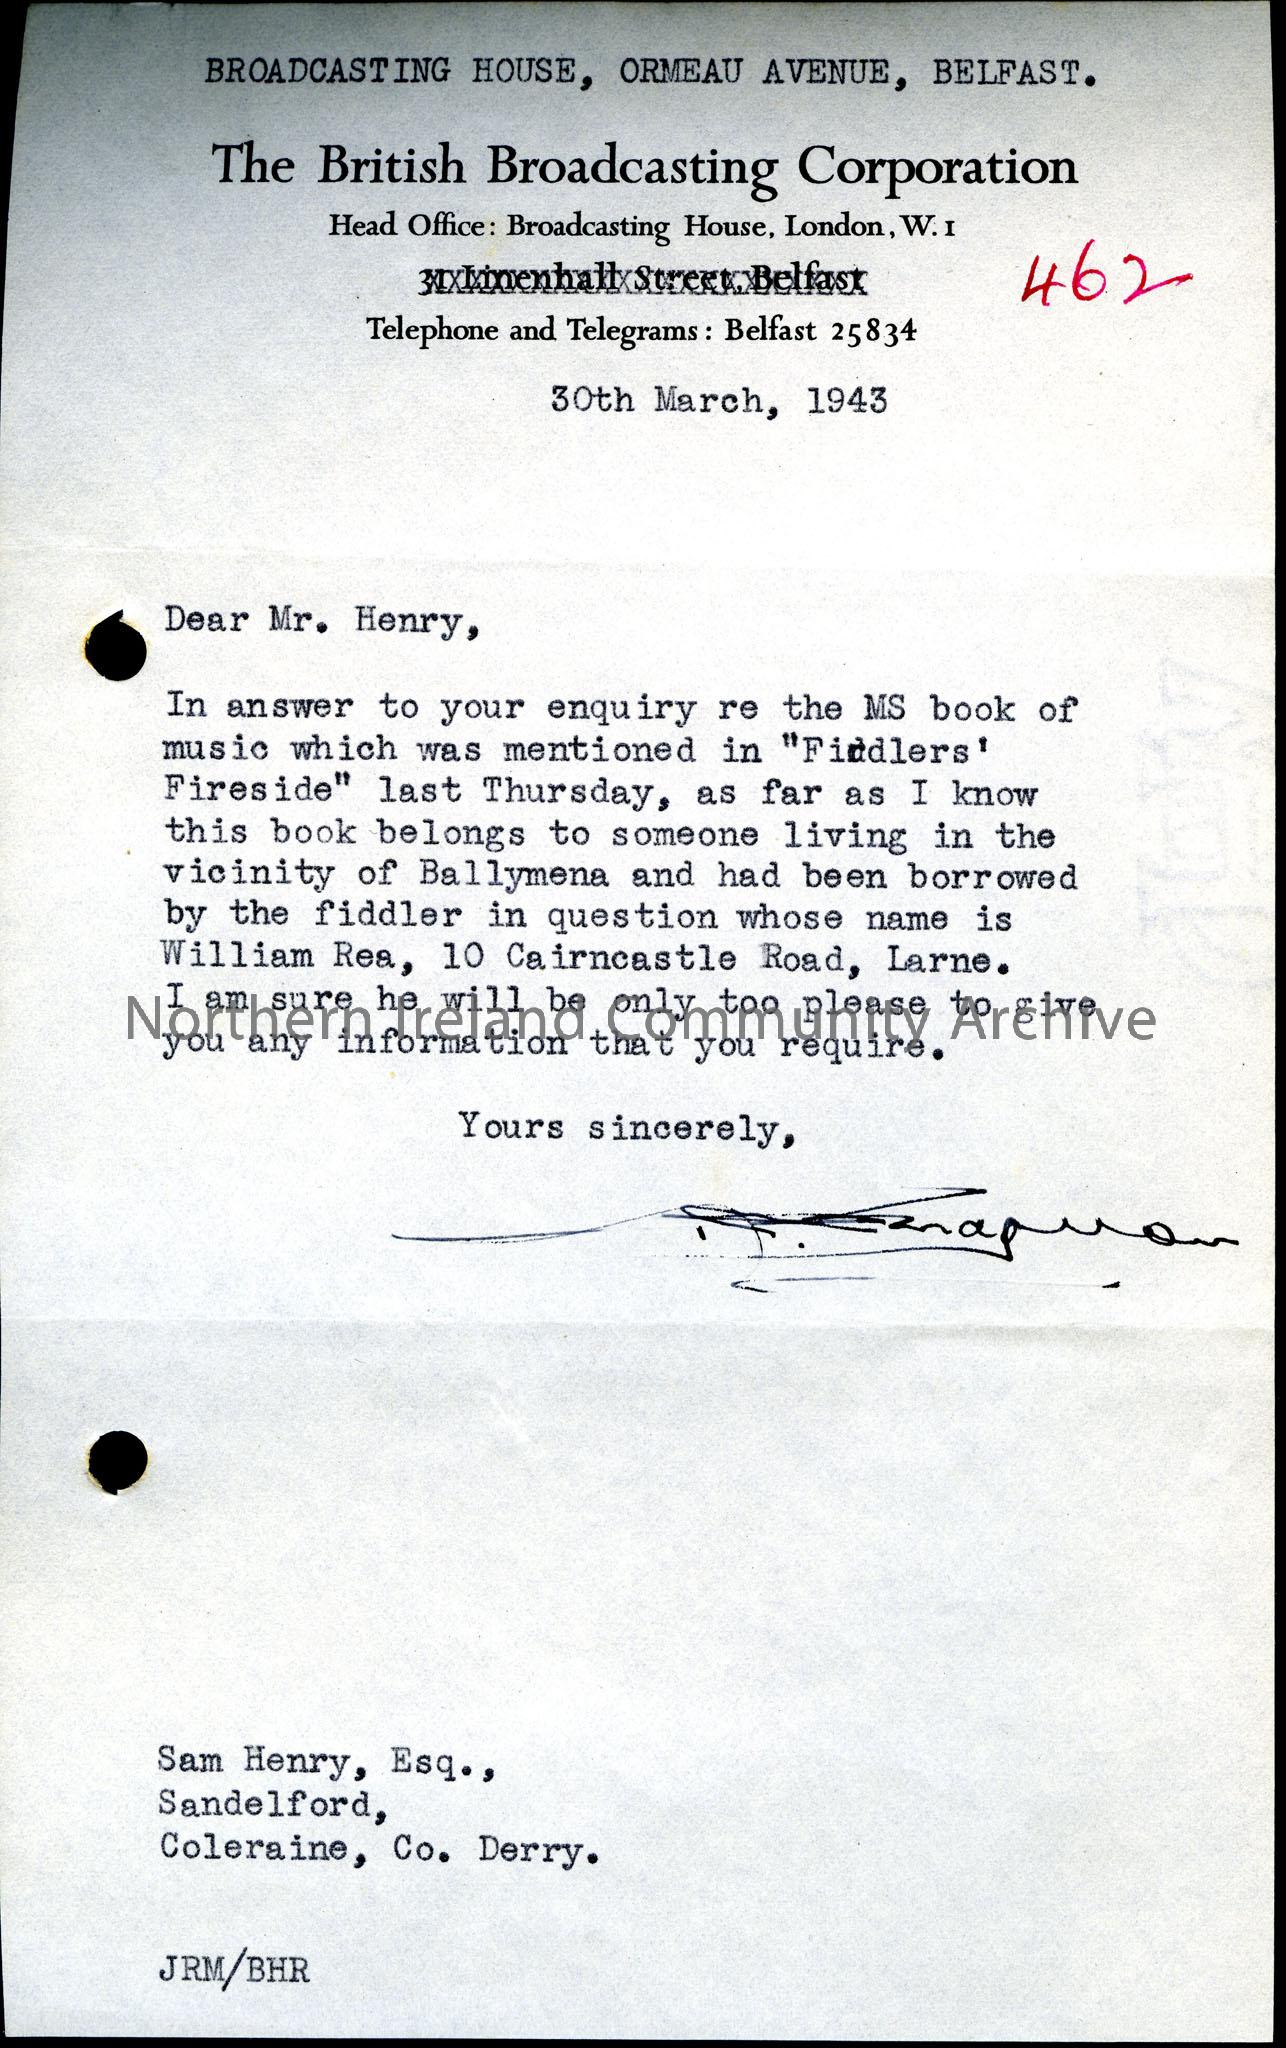 BROADCASTING HOUSE, ORMEAU AVENUE, BELFAST.
The British Broadcasting Corporation
Head Office: Broadcasting House, London, W. 1
31 Linenhall Street, Belfast
462
Telephone and Telegrams: Belfast 25834
30th March, 1943
Dear Mr. Henry,
In answer to your enquiry re the MS book of
music which was mentioned in "Fiddlers'
Fireside" last Thursday, as far as I know
this book belongs to someone living in the
vicinity of Ballymena and had been borrowed
by the fiddler in question whose name is
William Rea, 10 Cairncastle Road, Larne.
I am sure he will be only too please to give
Northern Ireland Community Archive
you any information that you require.
Yours sincerely,
Sam Henry, Esq.,
Sandelford,
Coleraine, Co. Derry.
JRM/BHR